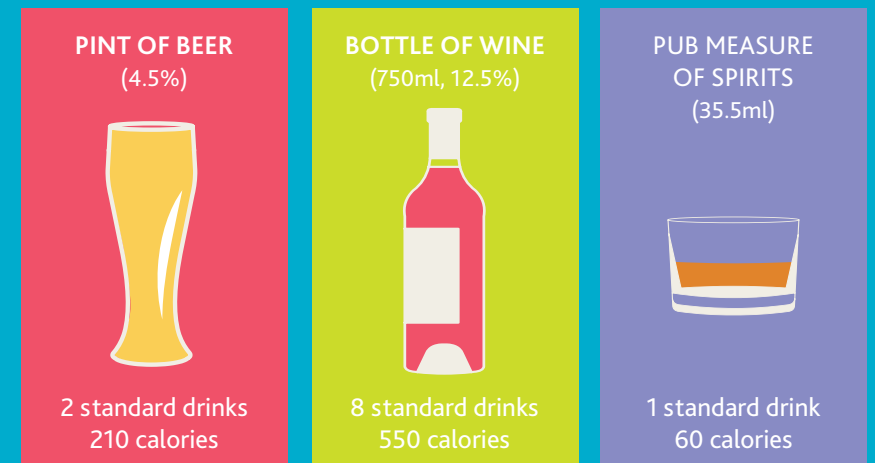 PINT OF BEER
(4.5%)
2 standard drinks
210 calories
BOTTLE OF WINE
(750ml, 12.5%)
8 standard drinks
550 calories
PUB MEASURE
OF SPIRITS
(35.5ml)
1 standard drink
60 calories